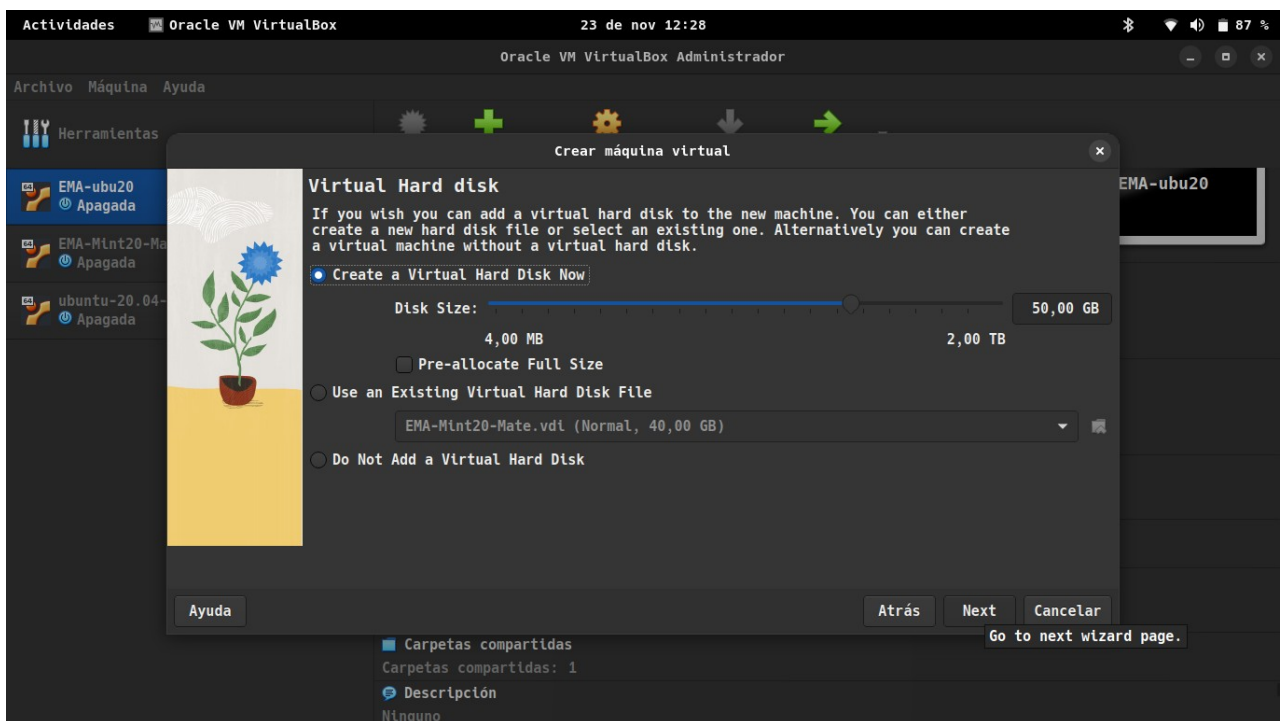 Actividades Oracle VM VirtualBox 23 de nov 12:28 87 %
Oracle VM VirtualBox Administrador
Archivo Máquina Ayuda
Herramientas
Crear máquina virtual
64 EMA-ubu20
Apagada
64 EMA-Mint20-Ma
Apagada
64 ubuntu-20.04-
Apagada
EMA-ubu20
Virtual Hard disk
If you wish you can add a virtual hard disk to the new machine. You can either
create a new hard disk file or select an existing one. Alternatively you can create
a virtual machine without a virtual hard disk.
Create a Virtual Hard Disk Now
Disk Size: 50,00 GB
4,00 MB 2,00 TB
Pre-allocate Full Size
Use an Existing Virtual Hard Disk File
EMA-Mint20-Mate.vdi (Normal, 40,00 GB)
Do Not Add a Virtual Hard Disk
Ayuda Atrás Next Cancelar
Go to next wizard page.
Carpetas compartidas
Carpetas compartidas: 1
Descripción
Ninguno